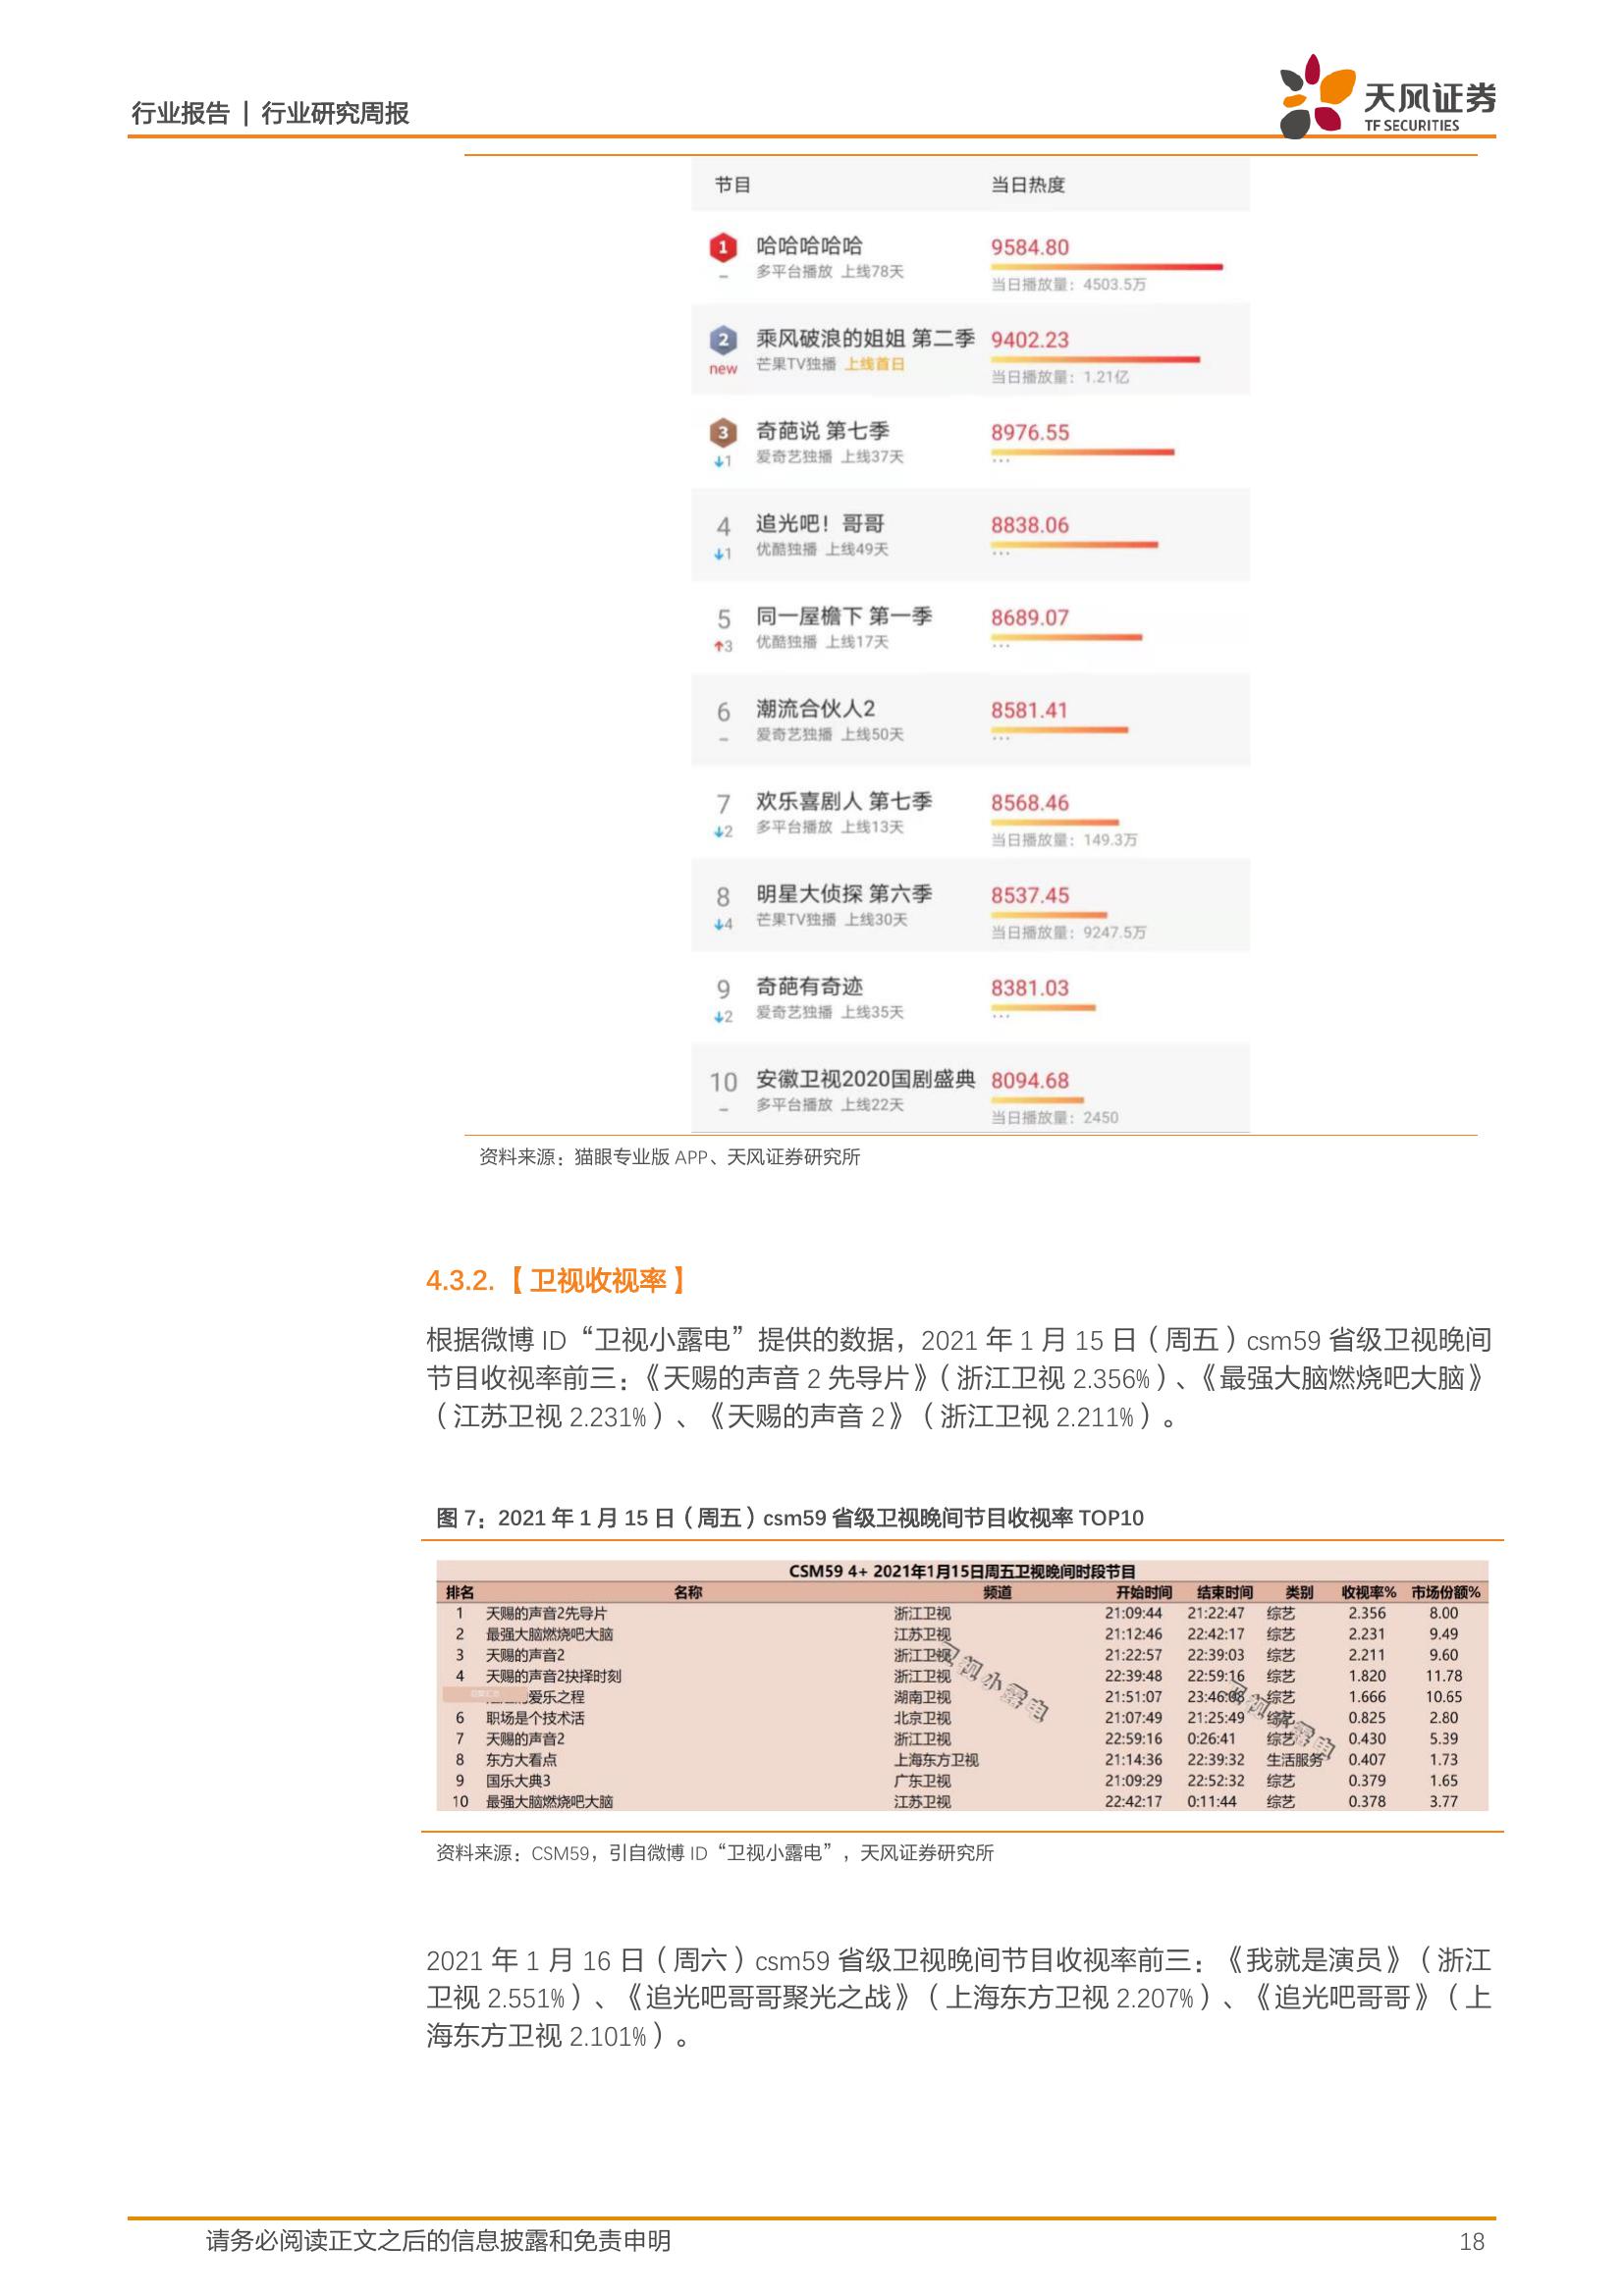 行业报告 | 行业研究周报
天风证券
TF SECURITIES
节目 当日热度
1 哈哈哈哈哈 9584.80
– 多平台播放 上线78天 当日播放量：4503.5万
2 乘风破浪的姐姐 第二季 9402.23
new 芒果TV独播 上线首日 当日播放量：1.21亿
3 奇葩说 第七季 8976.55
↓1 爱奇艺独播 上线37天 ...
4 追光吧！哥哥 8838.06
↓1 优酷独播 上线49天 ...
5 同一屋檐下 第一季 8689.07
↑3 优酷独播 上线17天 ...
6 潮流合伙人2 8581.41
– 爱奇艺独播 上线50天 ...
7 欢乐喜剧人 第七季 8568.46
↓2 多平台播放 上线13天 当日播放量：149.3万
8 明星大侦探 第六季 8537.45
↓4 芒果TV独播 上线30天 当日播放量：9247.5万
9 奇葩有奇迹 8381.03
↓2 爱奇艺独播 上线35天 ...
10 安徽卫视2020国剧盛典 8094.68
– 多平台播放 上线22天 当日播放量：2450
资料来源：猫眼专业版 APP、天风证券研究所
4.3.2.【卫视收视率】
根据微博 ID“卫视小露电”提供的数据，2021 年 1 月 15 日（周五）csm59 省级卫视晚间
节目收视率前三：《天赐的声音 2 先导片》（浙江卫视 2.356%）、《最强大脑燃烧吧大脑》
（江苏卫视 2.231%）、《天赐的声音 2》（浙江卫视 2.211%）。
图 7：2021 年 1 月 15 日（周五）csm59 省级卫视晚间节目收视率 TOP10
CSM59 4+ 2021年1月15日周五卫视晚间时段节目
排名 名称 频道 开始时间 结束时间 类别 收视率% 市场份额%
1 天赐的声音2先导片 浙江卫视 21:09:44 21:22:47 综艺 2.356 8.00
2 最强大脑燃烧吧大脑 江苏卫视 21:12:46 22:42:17 综艺 2.231 9.49
3 天赐的声音2 浙江卫视 21:22:57 22:39:03 综艺 2.211 9.60
4 天赐的声音2抉择时刻 浙江卫视 22:39:48 22:59:16 综艺 1.820 11.78
爱乐之程 湖南卫视 21:51:07 23:46:08 综艺 1.666 10.65
6 职场是个技术活 北京卫视 21:07:49 21:25:49 综艺 0.825 2.80
7 天赐的声音2 浙江卫视 22:59:16 0:26:41 综艺 0.430 5.39
8 东方大看点 上海东方卫视 21:14:36 22:39:32 生活服务 0.407 1.73
9 国乐大典3 广东卫视 21:09:29 22:52:32 综艺 0.379 1.65
10 最强大脑燃烧吧大脑 江苏卫视 22:42:17 0:11:44 综艺 0.378 3.77
卫视小露电
卫视小露电
资料来源：CSM59，引自微博 ID“卫视小露电”，天风证券研究所
2021 年 1 月 16 日（周六）csm59 省级卫视晚间节目收视率前三：《我就是演员》（浙江
卫视 2.551%）、《追光吧哥哥聚光之战》（上海东方卫视 2.207%）、《追光吧哥哥》（上
海东方卫视 2.101%）。
请务必阅读正文之后的信息披露和免责申明 18